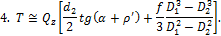 4. T ≅ Q_z [ d_2/2 tg(α + ρ′) + f/3 (D_1^3 − D_2^3)/(D_1^2 − D_2^2) ].